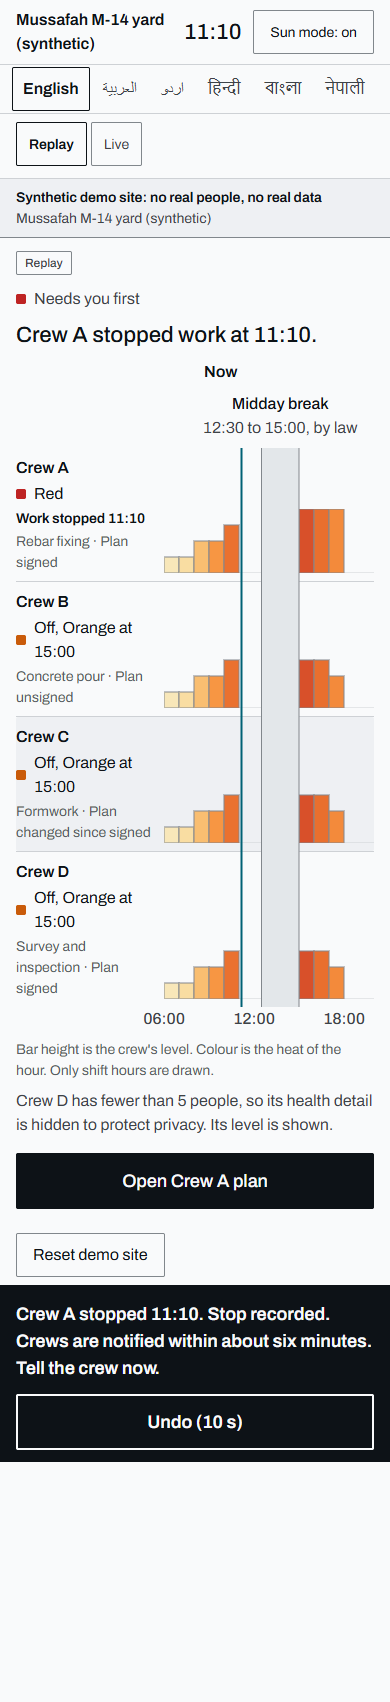 Mussafah M-14 yard
(synthetic)
11:10
Sun mode: on
English
العربية
اردو
हिन्दी
বাংলা
नेपाली
Replay
Live
Synthetic demo site: no real people, no real data
Mussafah M-14 yard (synthetic)
Replay
Needs you first
Crew A stopped work at 11:10.
Now
Midday break
12:30 to 15:00, by law
Crew A
Red
Work stopped 11:10
Rebar fixing · Plan
signed
Crew B
Off, Orange at
15:00
Concrete pour · Plan
unsigned
Crew C
Off, Orange at
15:00
Formwork · Plan
changed since signed
Crew D
Off, Orange at
15:00
Survey and
inspection · Plan
signed
06:00
12:00
18:00
Bar height is the crew's level. Colour is the heat of the
hour. Only shift hours are drawn.
Crew D has fewer than 5 people, so its health detail
is hidden to protect privacy. Its level is shown.
Open Crew A plan
Reset demo site
Crew A stopped 11:10. Stop recorded.
Crews are notified within about six minutes.
Tell the crew now.
Undo (10 s)